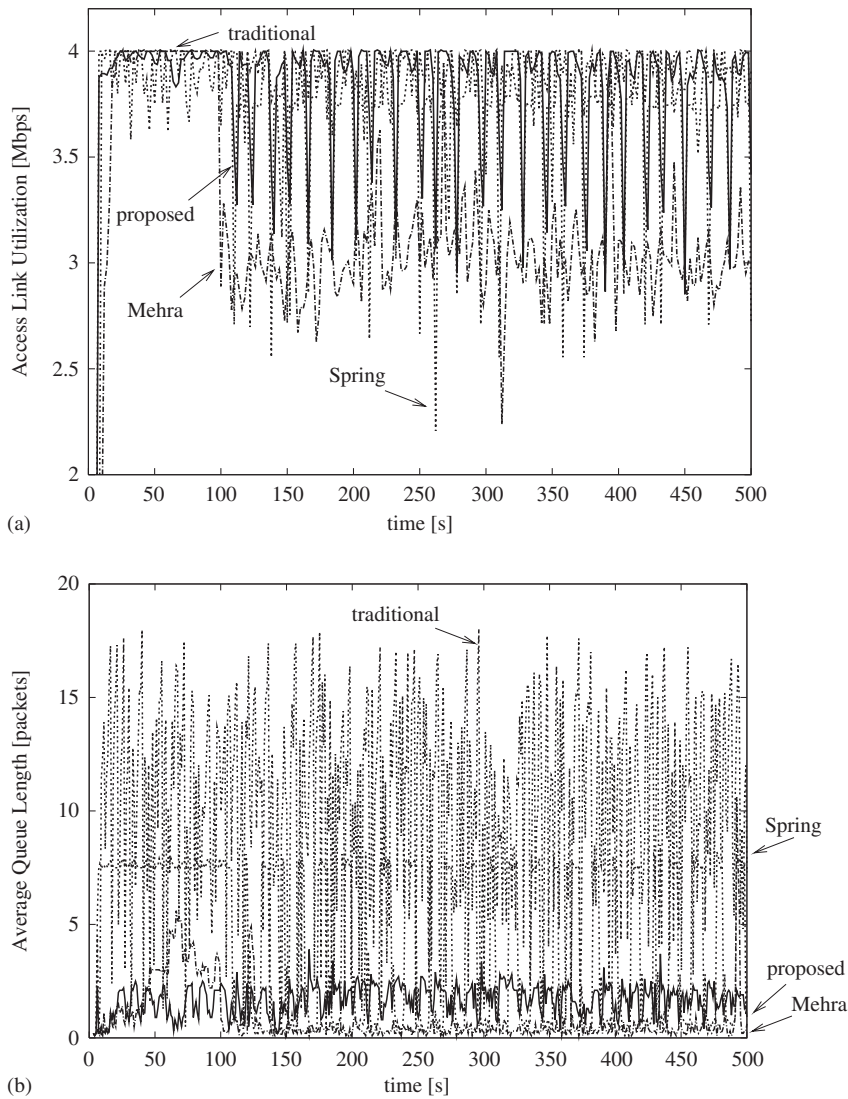 traditional
4
3.5
3
2.5
2
Access Link Utilization [Mbps]
proposed
Mehra
Spring
0 50 100 150 200 250 300 350 400 450 500
time [s]
(a)
20
15
10
5
0
Average Queue Length [packets]
traditional
Spring
proposed
Mehra
0 50 100 150 200 250 300 350 400 450 500
time [s]
(b)